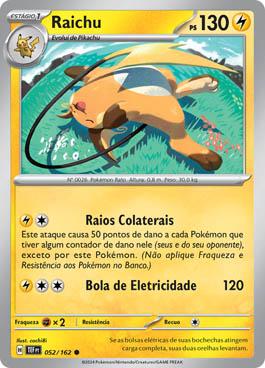 ESTÁGIO 1
Raichu
PS 130
Evolui de Pikachu
Nº 0026 Pokémon Rato Altura: 0,8 m Peso: 30,0 kg
Raios Colaterais
Este ataque causa 50 pontos de dano a cada Pokémon que
tiver algum contador de dano nele (seus e do seu oponente),
exceto por este Pokémon. (Não aplique Fraqueza e
Resistência aos Pokémon no Banco.)
Bola de Eletricidade 120
Fraqueza ×2 Resistência Recuo
Ilust. cochi8i
H TEF PT 052/162
Se as bolsas elétricas de suas bochechas atingem
carga completa, suas duas orelhas levantam.
©2024 Pokémon/Nintendo/Creatures/GAME FREAK